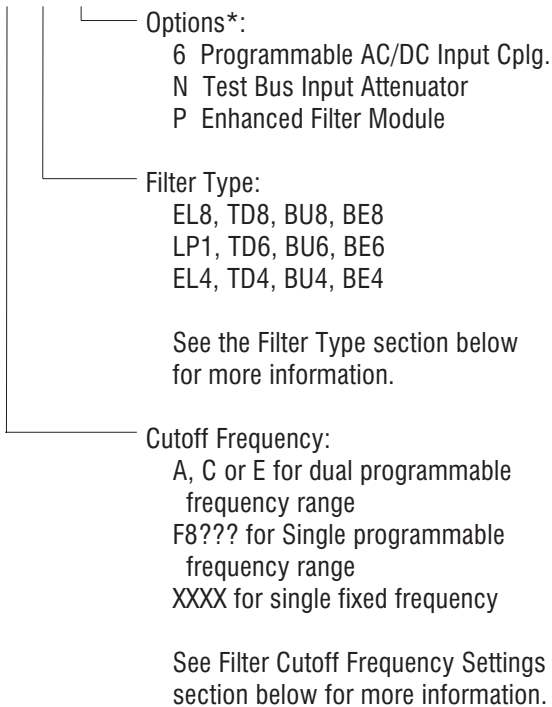 Options*:
6 Programmable AC/DC Input Cplg.
N Test Bus Input Attenuator
P Enhanced Filter Module
Filter Type:
EL8, TD8, BU8, BE8
LP1, TD6, BU6, BE6
EL4, TD4, BU4, BE4
See the Filter Type section below
for more information.
Cutoff Frequency:
A, C or E for dual programmable
frequency range
F8??? for Single programmable
frequency range
XXXX for single fixed frequency
See Filter Cutoff Frequency Settings
section below for more information.